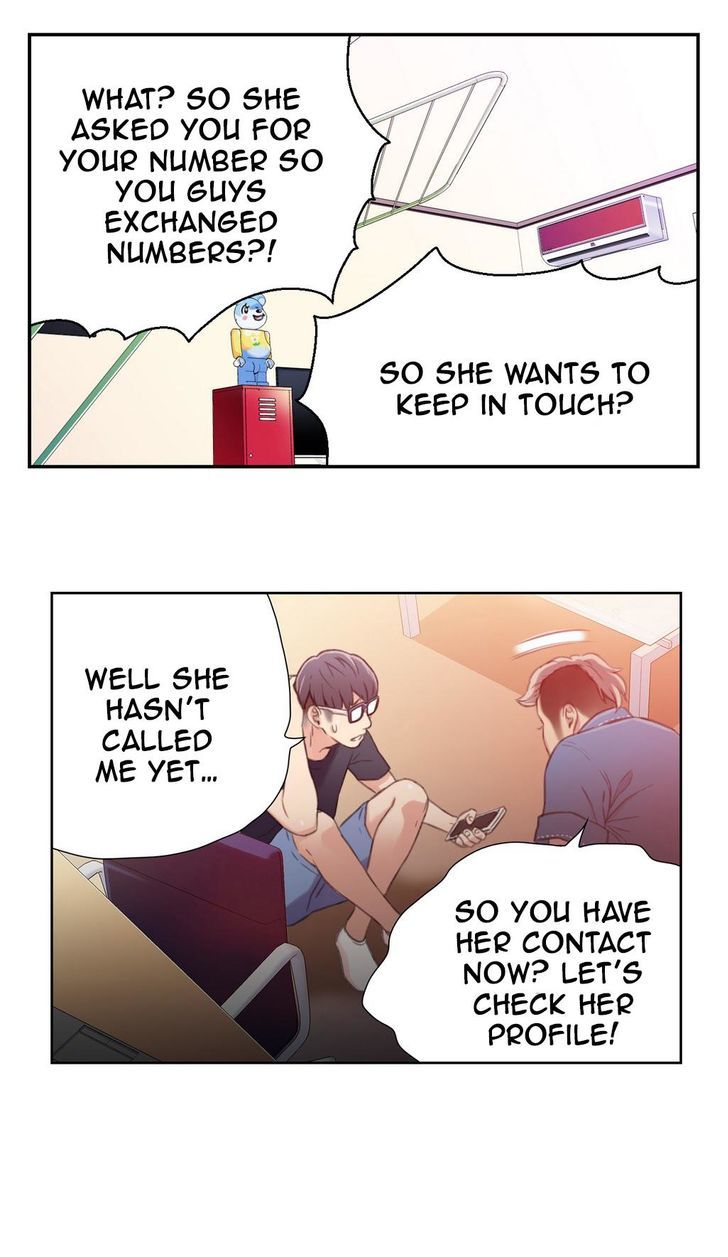 WHAT? SO SHE
ASKED YOU FOR
YOUR NUMBER SO
YOU GUYS
EXCHANGED
NUMBERS?!
SO SHE WANTS TO
KEEP IN TOUCH?
WELL SHE
HASN'T
CALLED
ME YET...
SO YOU HAVE
HER CONTACT
NOW? LET'S
CHECK HER
PROFILE!